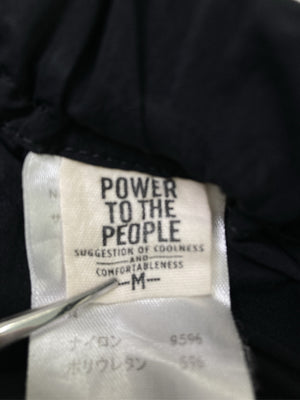 POWER
TO THE
PEOPLE
SUGGESTION OF COOLNESS
AND
COMFORTABLENESS
-M-
ナイロン 95%
ポリウレタン 5%